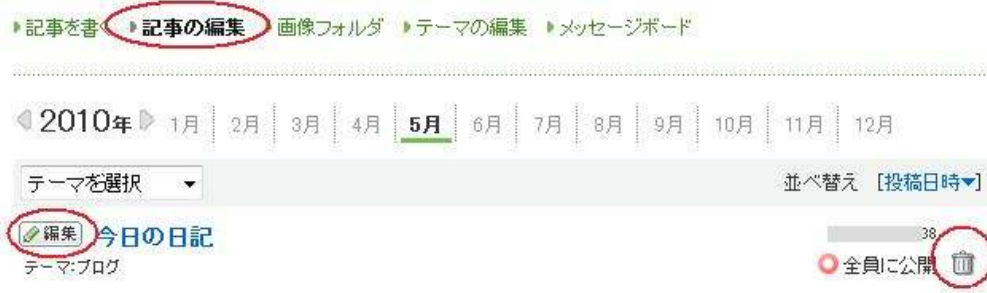 記事を書く 記事の編集 画像フォルダ テーマの編集 メッセージボード
2010年 1月 2月 3月 4月 5月 6月 7月 8月 9月 10月 11月 12月
テーマを選択 並べ替え [投稿日時▼]
編集 今日の日記 38
テーマ:ブログ 全員に公開